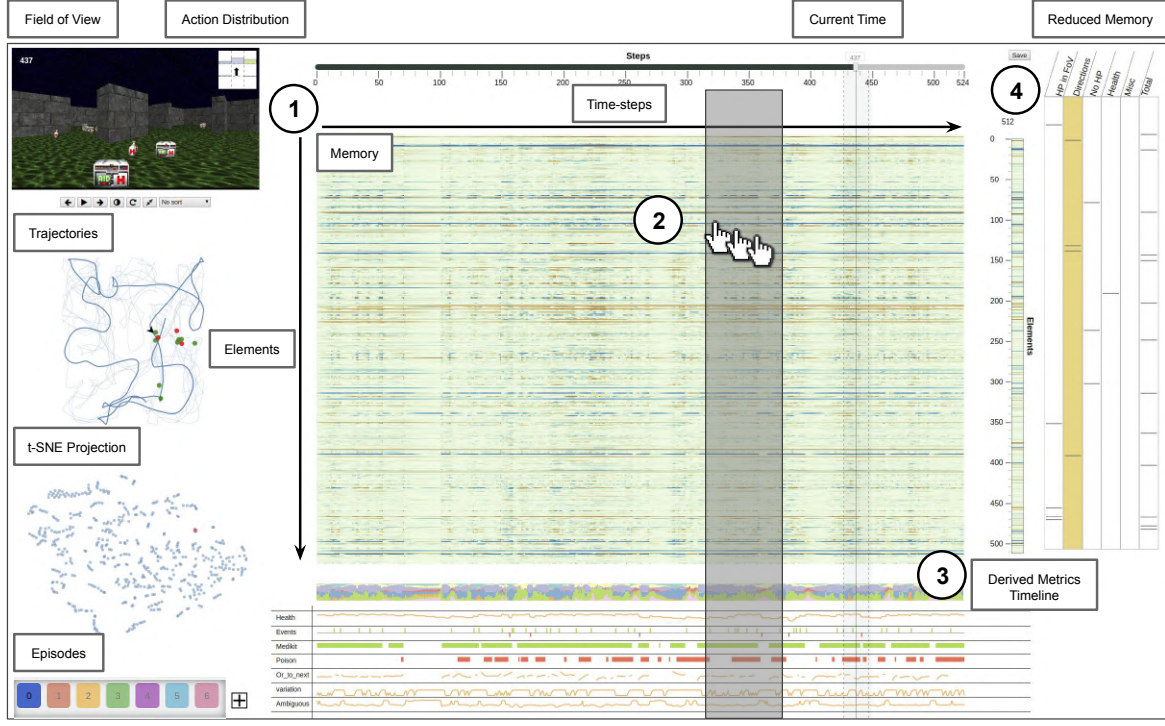 Field of View
Action Distribution
Current Time
Reduced Memory
437
Steps
437
0 50 100 150 200 250 300 350 400 450 500 524
Save
HP in FoV
Directions
No HP
Health
Misc
Total
1
Time-steps
4
512
Memory
No sort
2
Trajectories
Elements
0
50
100
150
200
250
300
350
400
450
500
Elements
t-SNE Projection
3
Derived Metrics
Timeline
Health
Events
Medikit
Poison
Or_to_next
variation
Ambiguous
Episodes
0 1 2 3 4 5 6